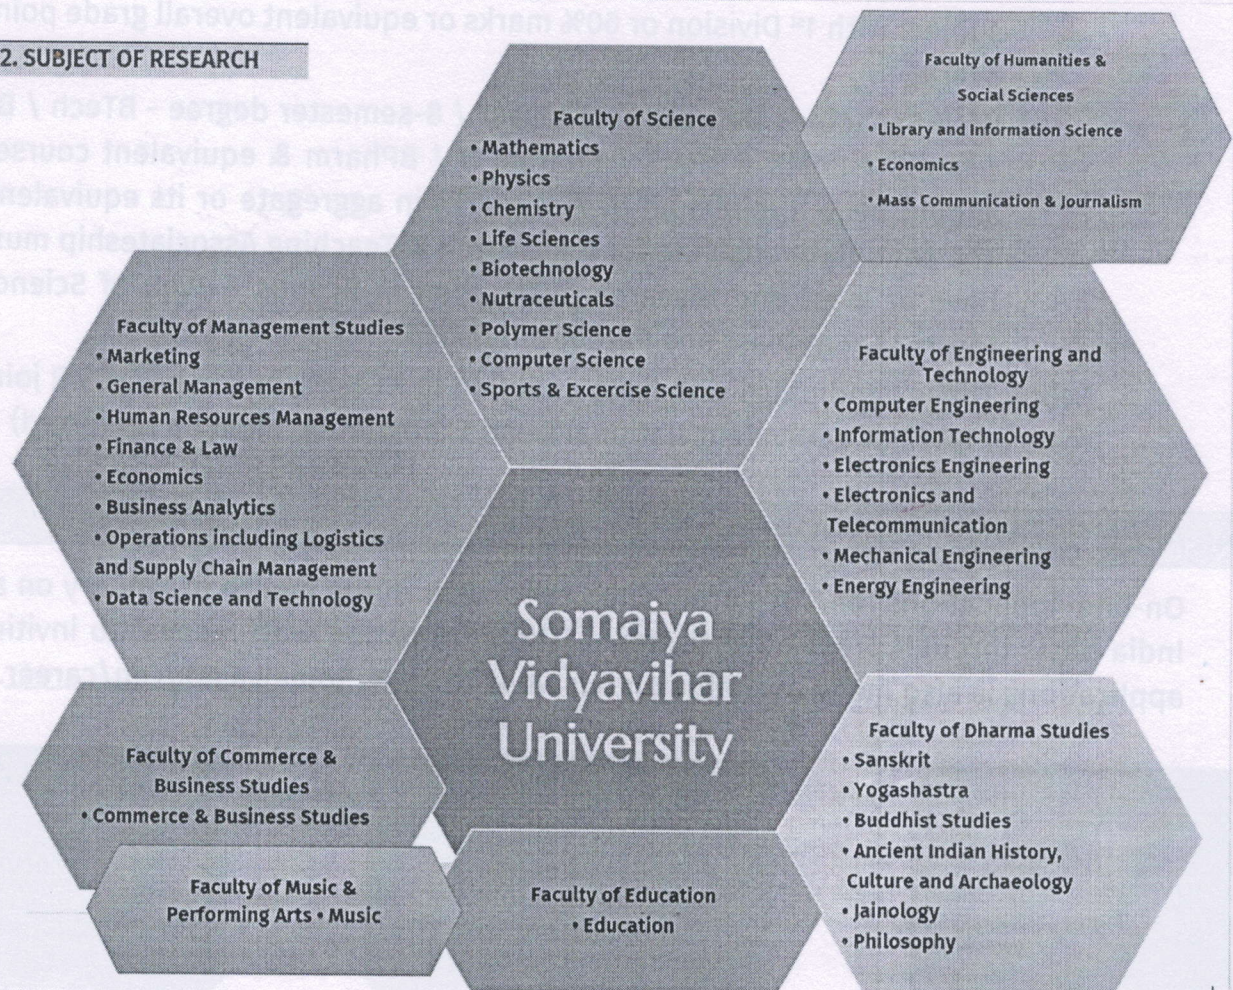 2. SUBJECT OF RESEARCH
Faculty of Science
• Mathematics
• Physics
• Chemistry
• Life Sciences
• Biotechnology
• Nutraceuticals
• Polymer Science
• Computer Science
• Sports & Excercise Science
Faculty of Humanities &
Social Sciences
• Library and Information Science
• Economics
• Mass Communication & Journalism
Faculty of Management Studies
• Marketing
• General Management
• Human Resources Management
• Finance & Law
• Economics
• Business Analytics
• Operations including Logistics
and Supply Chain Management
• Data Science and Technology
Faculty of Engineering and
Technology
• Computer Engineering
• Information Technology
• Electronics Engineering
• Electronics and
Telecommunication
• Mechanical Engineering
• Energy Engineering
Somaiya
Vidyavihar
University
Faculty of Commerce &
Business Studies
• Commerce & Business Studies
Faculty of Music &
Performing Arts • Music
Faculty of Education
• Education
Faculty of Dharma Studies
• Sanskrit
• Yogashastra
• Buddhist Studies
• Ancient Indian History,
Culture and Archaeology
• Jainology
• Philosophy